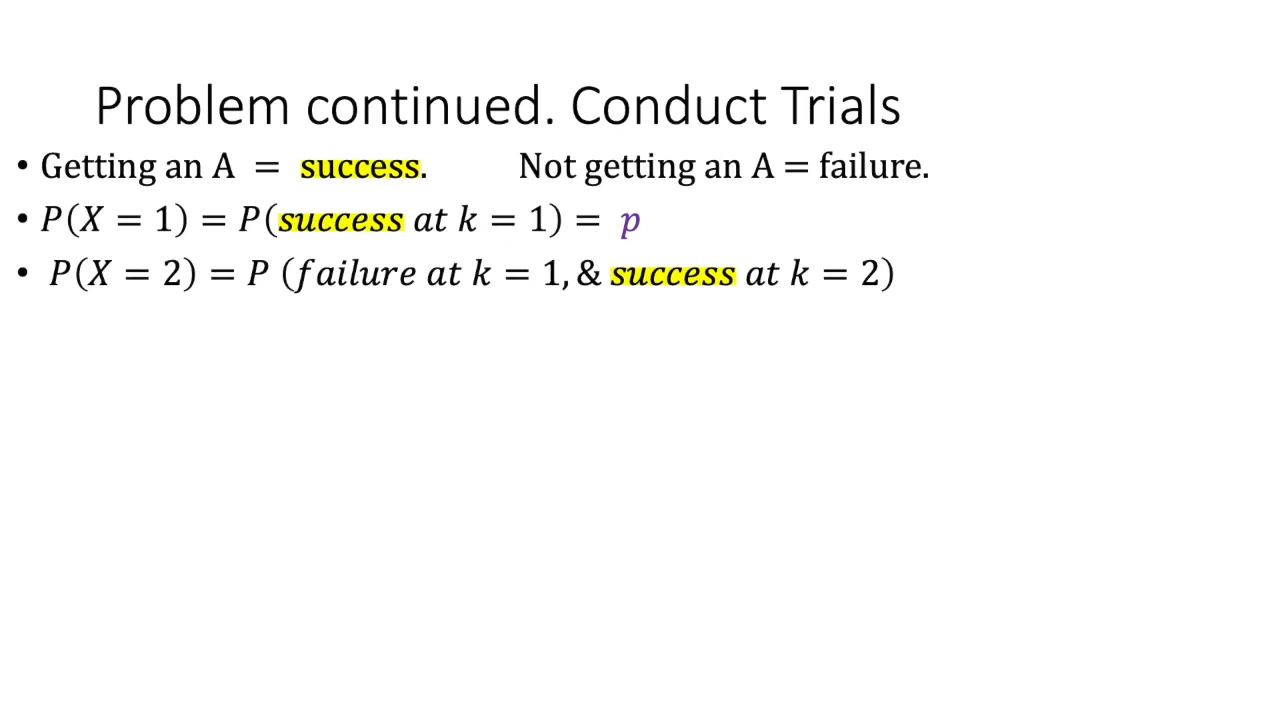 Problem continued. Conduct Trials
• Getting an A = success. Not getting an A = failure.
• P(X = 1) = P(success at k = 1) = p
• P(X = 2) = P (failure at k = 1, & success at k = 2)